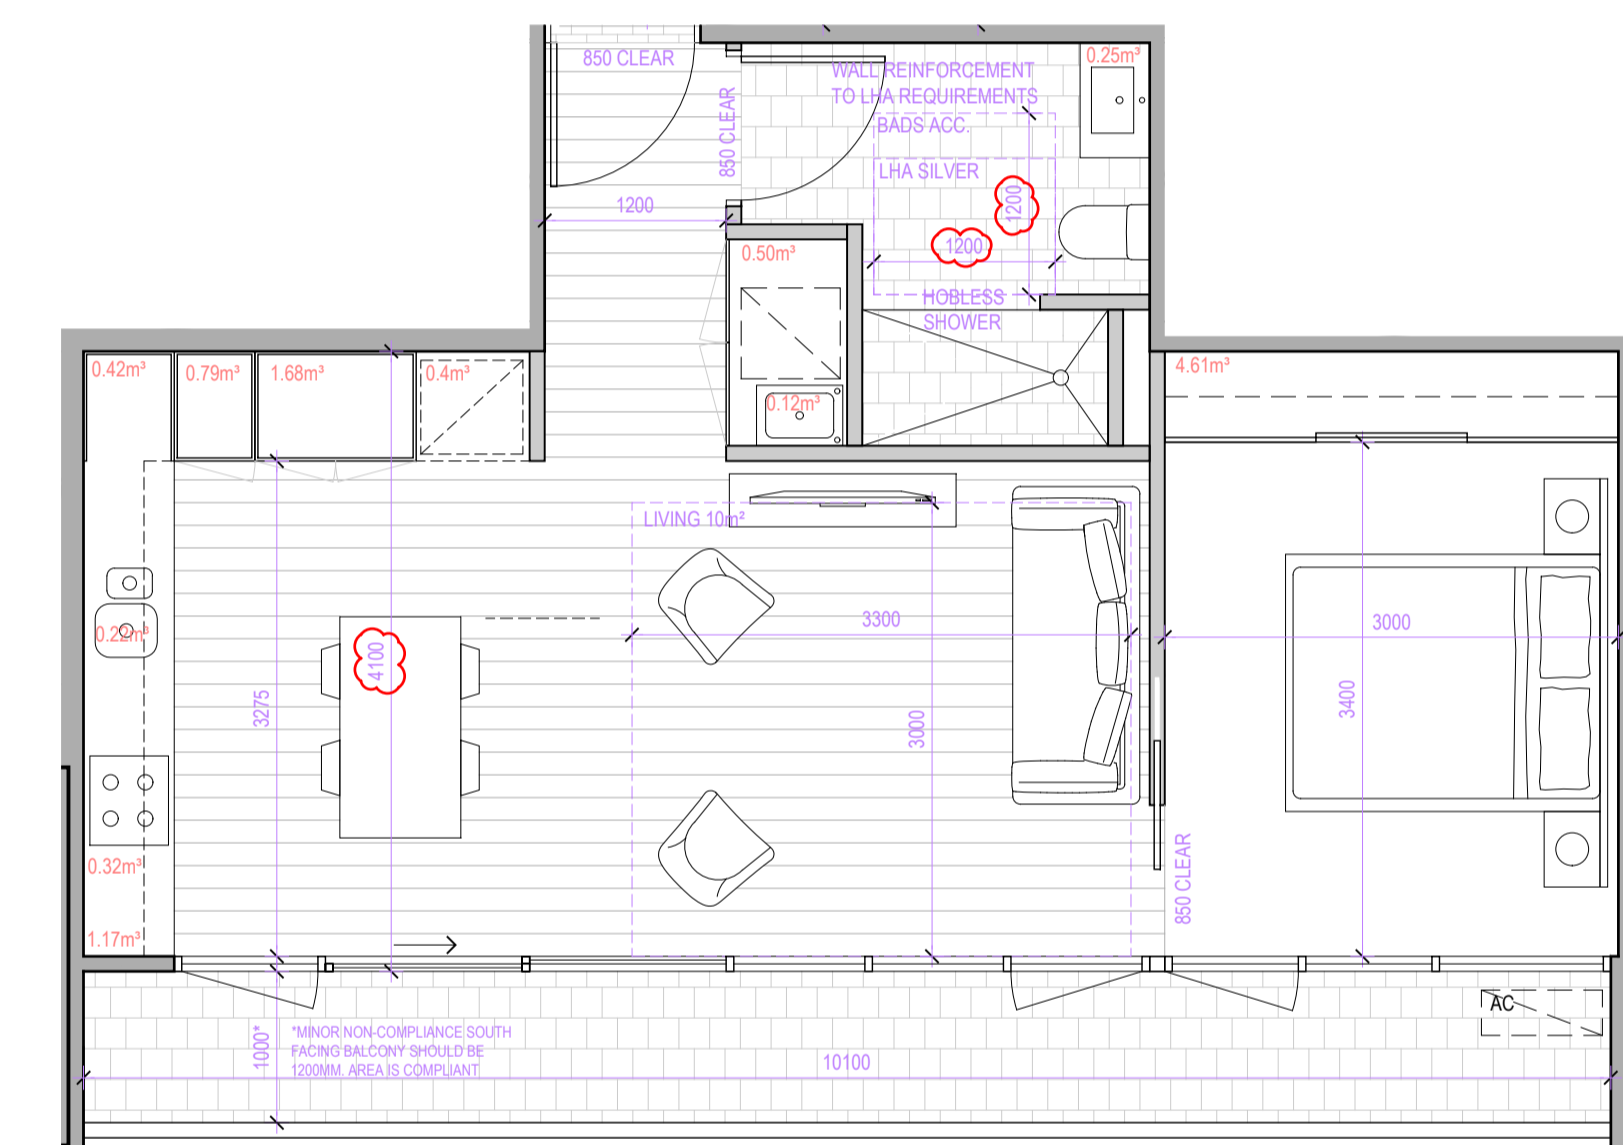 850 CLEAR
850 CLEAR
WALL REINFORCEMENT
TO LHA REQUIREMENTS
BADS ACC.
0.25m³
LHA SILVER
1200
1200
1200
0.50m³
HOBLESS
SHOWER
0.12m³
0.42m³
0.79m³
1.68m³
0.4m³
4.61m³
LIVING 10m²
3300
3000
0.22m³
4100
3275
3000
3400
0.32m³
850 CLEAR
1.17m³
AC
1000*
*MINOR NON-COMPLIANCE SOUTH
FACING BALCONY SHOULD BE
1200MM. AREA IS COMPLIANT
10100